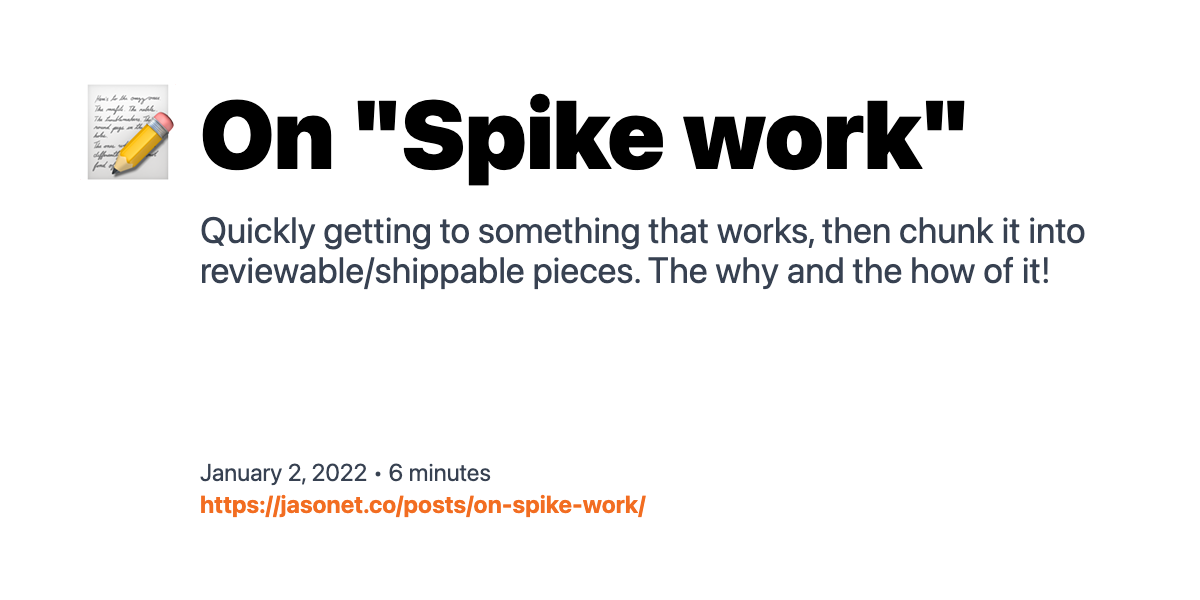 On "Spike work"
Quickly getting to something that works, then chunk it into
reviewable/shippable pieces. The why and the how of it!
January 2, 2022 • 6 minutes
https://jasonet.co/posts/on-spike-work/